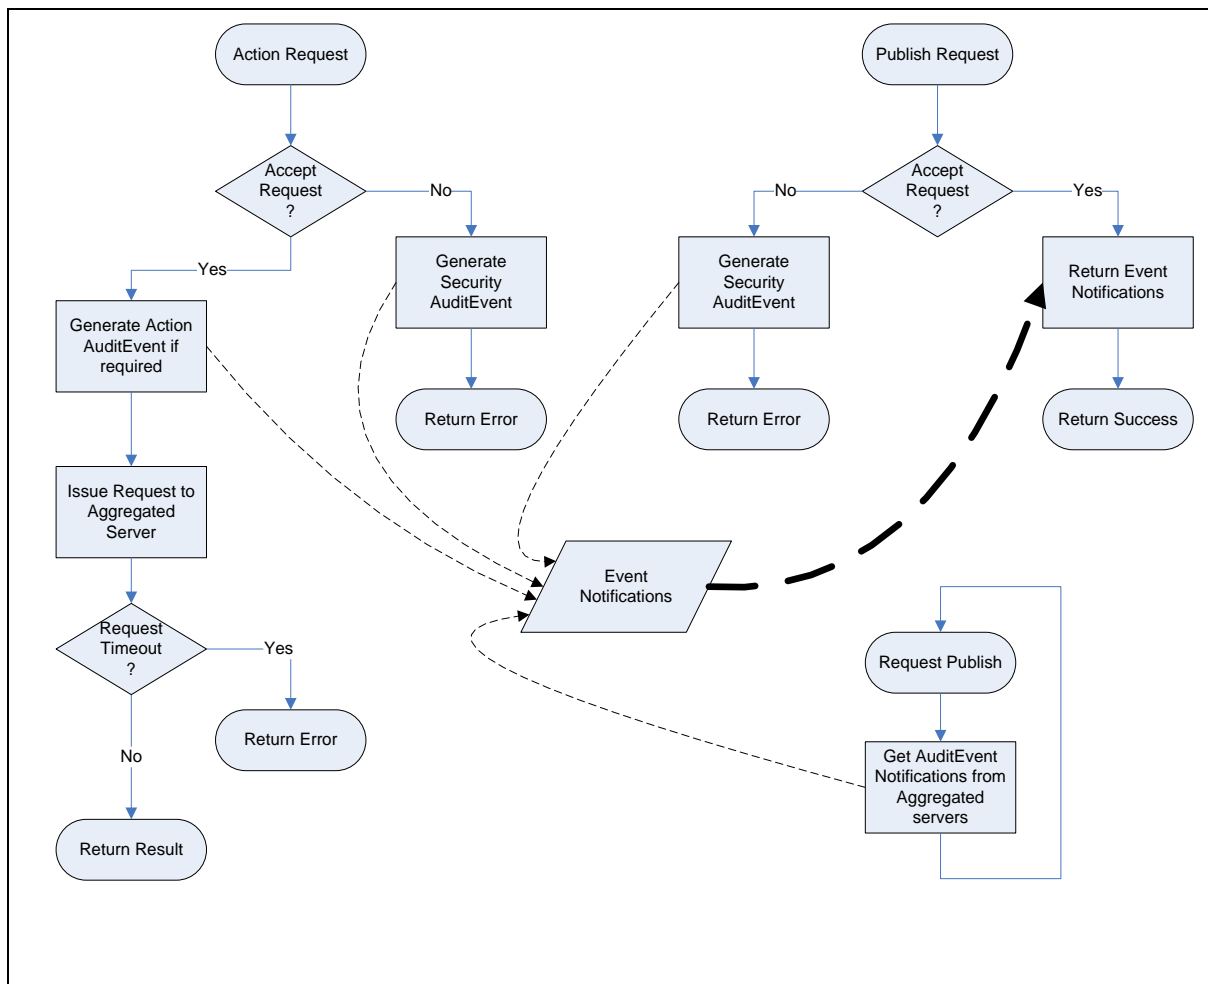 Action Request
Publish Request
Accept
Request
?
No
Yes
Accept
Request
?
No
Yes
Generate
Security
AuditEvent
Generate
Security
AuditEvent
Return Event
Notifications
Generate Action
AuditEvent if
required
Return Error
Return Error
Return Success
Issue Request to
Aggregated
Server
Event
Notifications
Request
Timeout
?
Yes
No
Return Error
Return Result
Request Publish
Get AuditEvent
Notifications from
Aggregated
servers